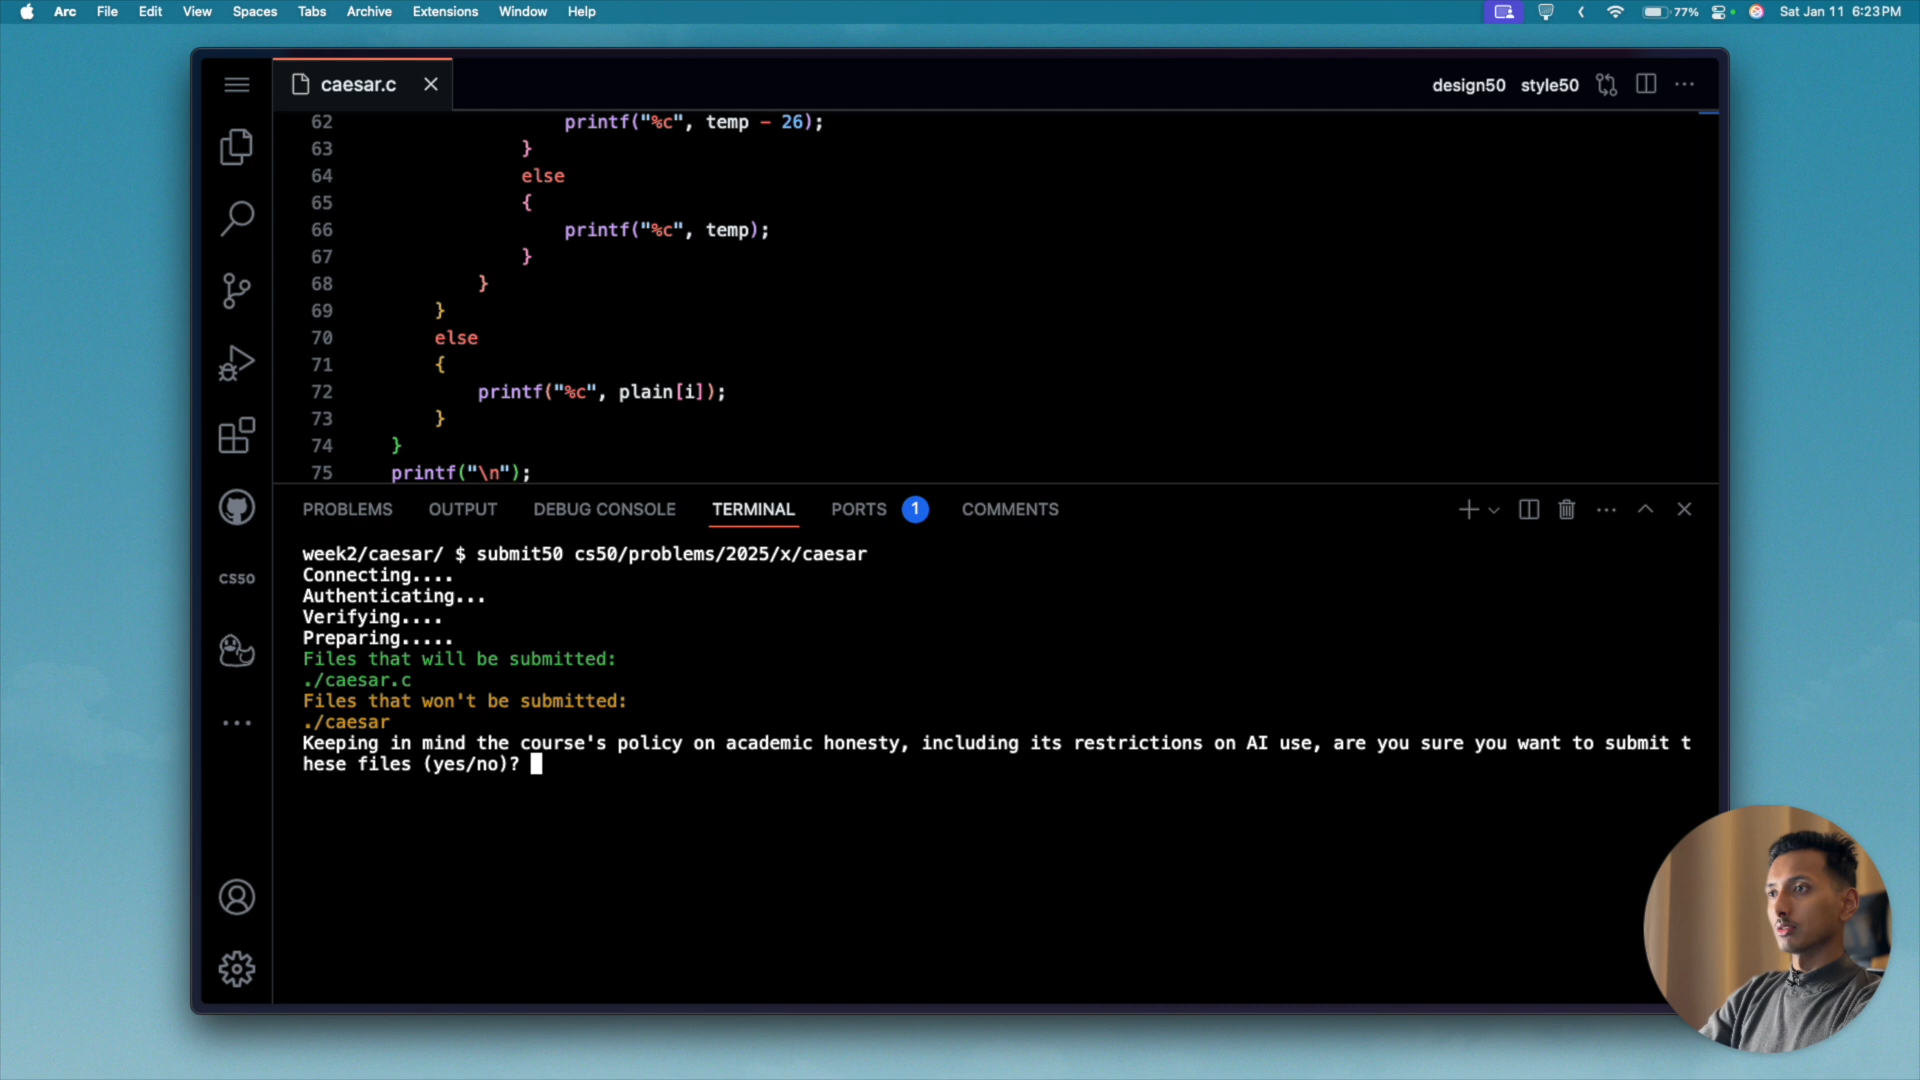 Arc File Edit View Spaces Tabs Archive Extensions Window Help 77% Sat Jan 11 6:23 PM
caesar.c design50 style50
62 printf("%c", temp - 26);
63 }
64 else
65 {
66 printf("%c", temp);
67 }
68 }
69 }
70 else
71 {
72 printf("%c", plain[i]);
73 }
74 }
75 printf("\n");
CS50
PROBLEMS OUTPUT DEBUG CONSOLE TERMINAL PORTS 1 COMMENTS
week2/caesar/ $ submit50 cs50/problems/2025/x/caesar
Connecting....
Authenticating...
Verifying....
Preparing.....
Files that will be submitted:
./caesar.c
Files that won't be submitted:
./caesar
Keeping in mind the course's policy on academic honesty, including its restrictions on AI use, are you sure you want to submit t
hese files (yes/no)?